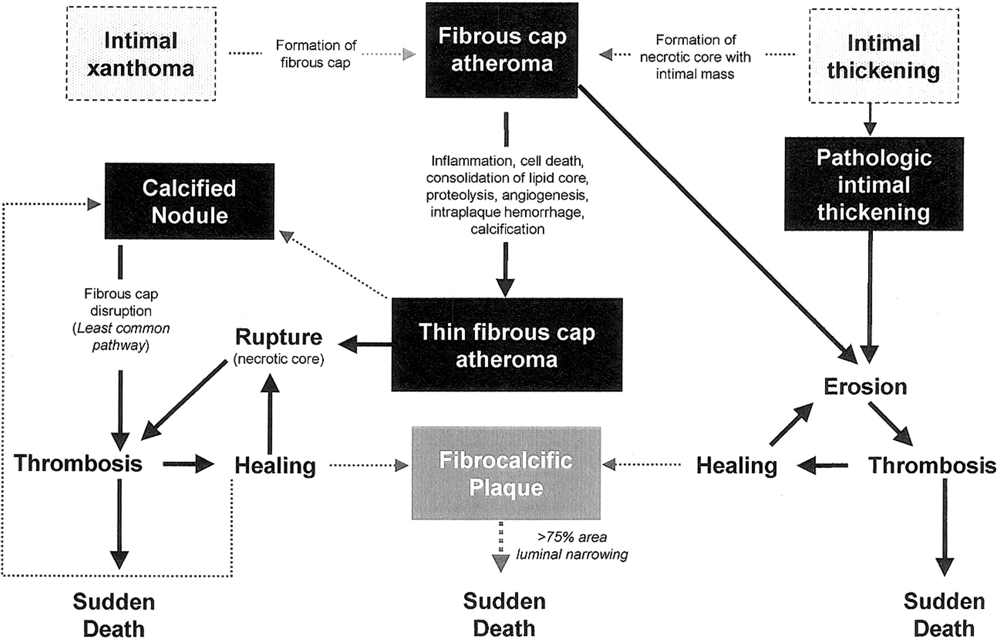 Intimal
xanthoma
Formation of
fibrous cap
Fibrous cap
atheroma
Formation of
necrotic core with
intimal mass
Intimal
thickening
Pathologic
intimal
thickening
Inflammation, cell death,
consolidation of lipid core,
proteolysis, angiogenesis,
intraplaque hemorrhage,
calcification
Calcified
Nodule
Fibrous cap
disruption
(Least common
pathway)
Rupture
(necrotic core)
Thin fibrous cap
atheroma
Erosion
Thrombosis
Healing
Fibrocalcific
Plaque
Healing
Thrombosis
>75% area
luminal narrowing
Sudden
Death
Sudden
Death
Sudden
Death